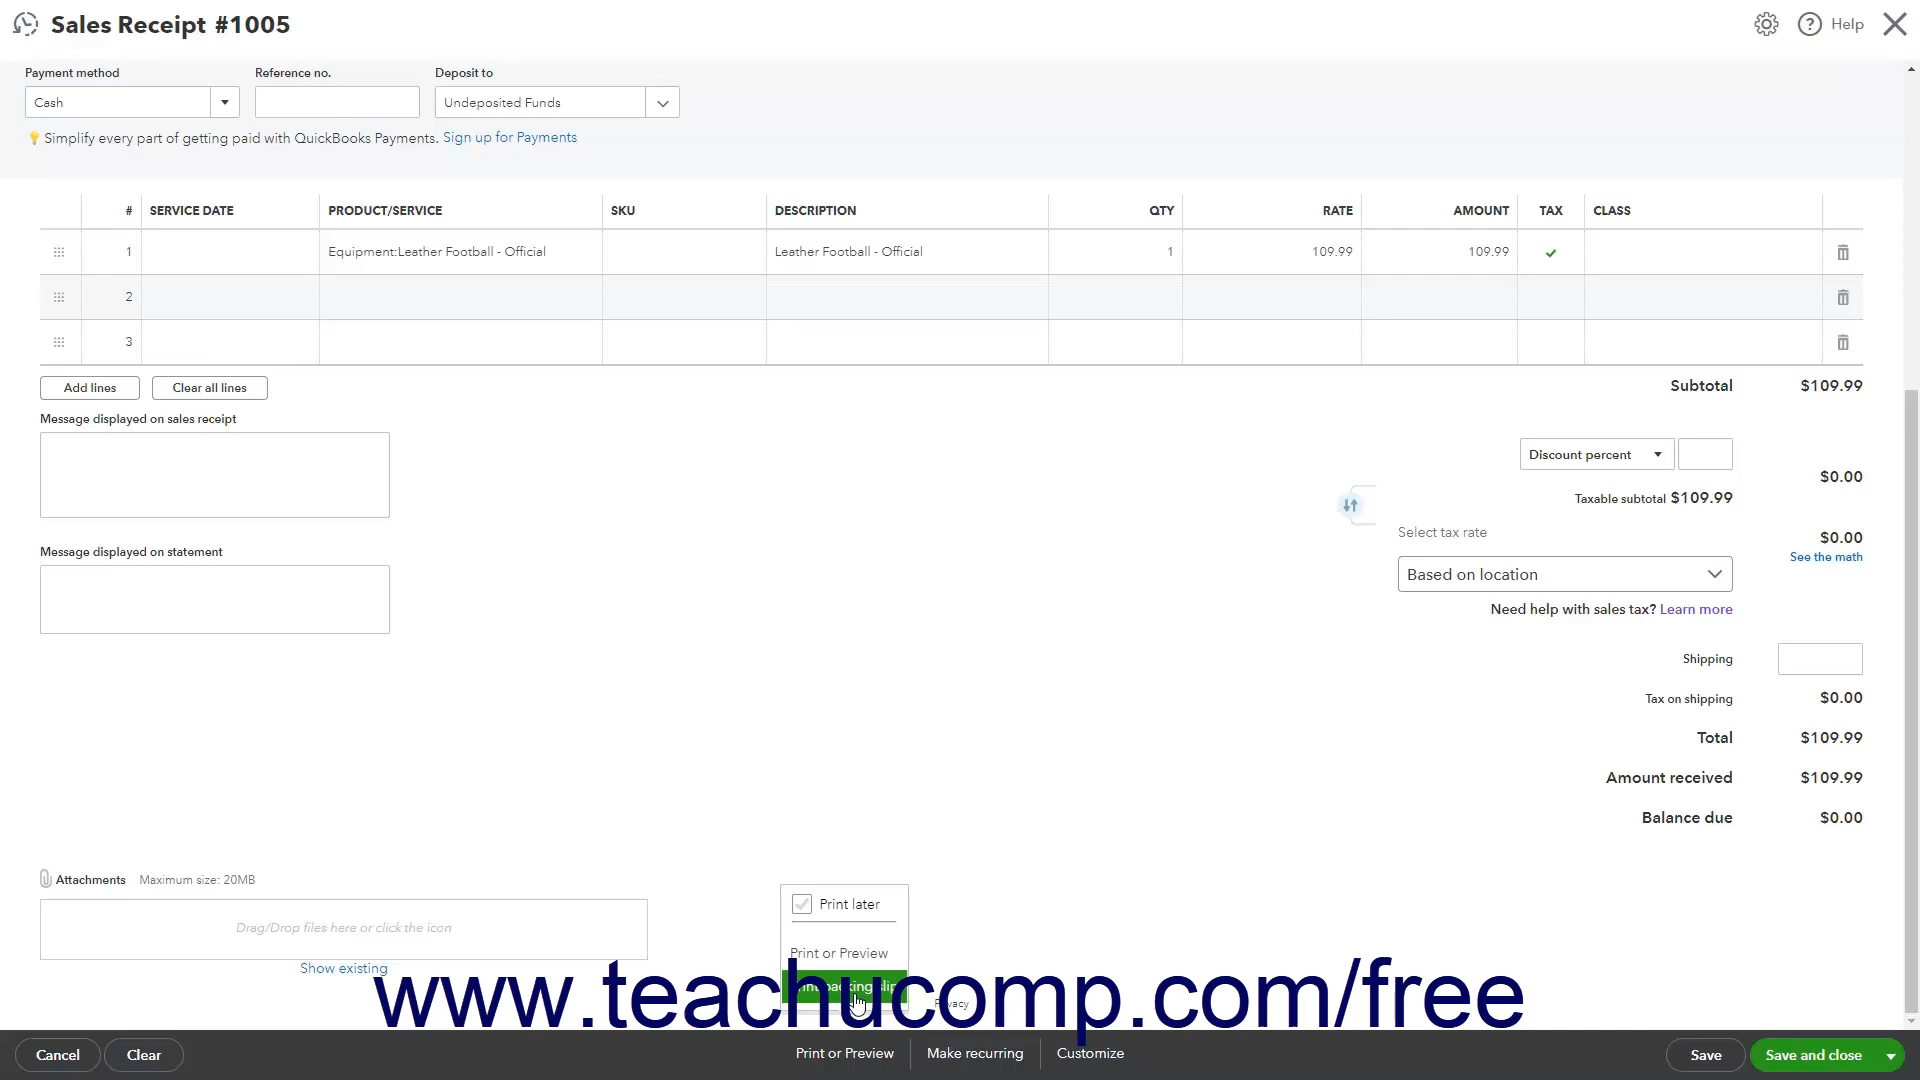 Sales Receipt #1005
Help
Payment method
Reference no.
Deposit to
Cash
Undeposited Funds
Simplify every part of getting paid with QuickBooks Payments. Sign up for Payments
# SERVICE DATE PRODUCT/SERVICE SKU DESCRIPTION QTY RATE AMOUNT TAX CLASS
1 Equipment:Leather Football - Official Leather Football - Official 1 109.99 109.99
2
3
Add lines
Clear all lines
Subtotal $109.99
Message displayed on sales receipt
Discount percent
$0.00
Taxable subtotal $109.99
Select tax rate
$0.00
See the math
Message displayed on statement
Based on location
Need help with sales tax? Learn more
Shipping
Tax on shipping $0.00
Total $109.99
Amount received $109.99
Balance due $0.00
Attachments Maximum size: 20MB
Drag/Drop files here or click the icon
Show existing
Print later
Print or Preview
Print packing slip
Privacy
www.teachucomp.com/free
Cancel
Clear
Print or Preview
Make recurring
Customize
Save
Save and close